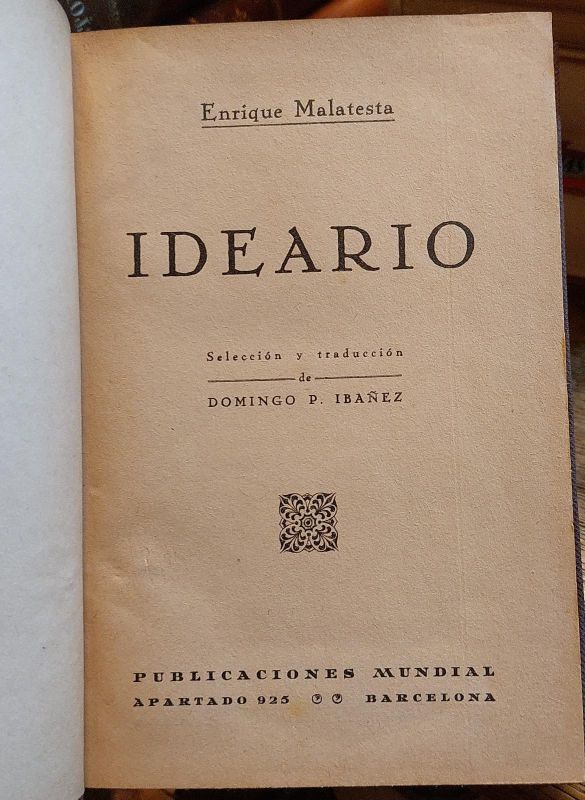 Enrique Malatesta
IDEARIO
Selección y traducción
de
DOMINGO P. IBAÑEZ
PUBLICACIONES MUNDIAL
APARTADO 925 BARCELONA